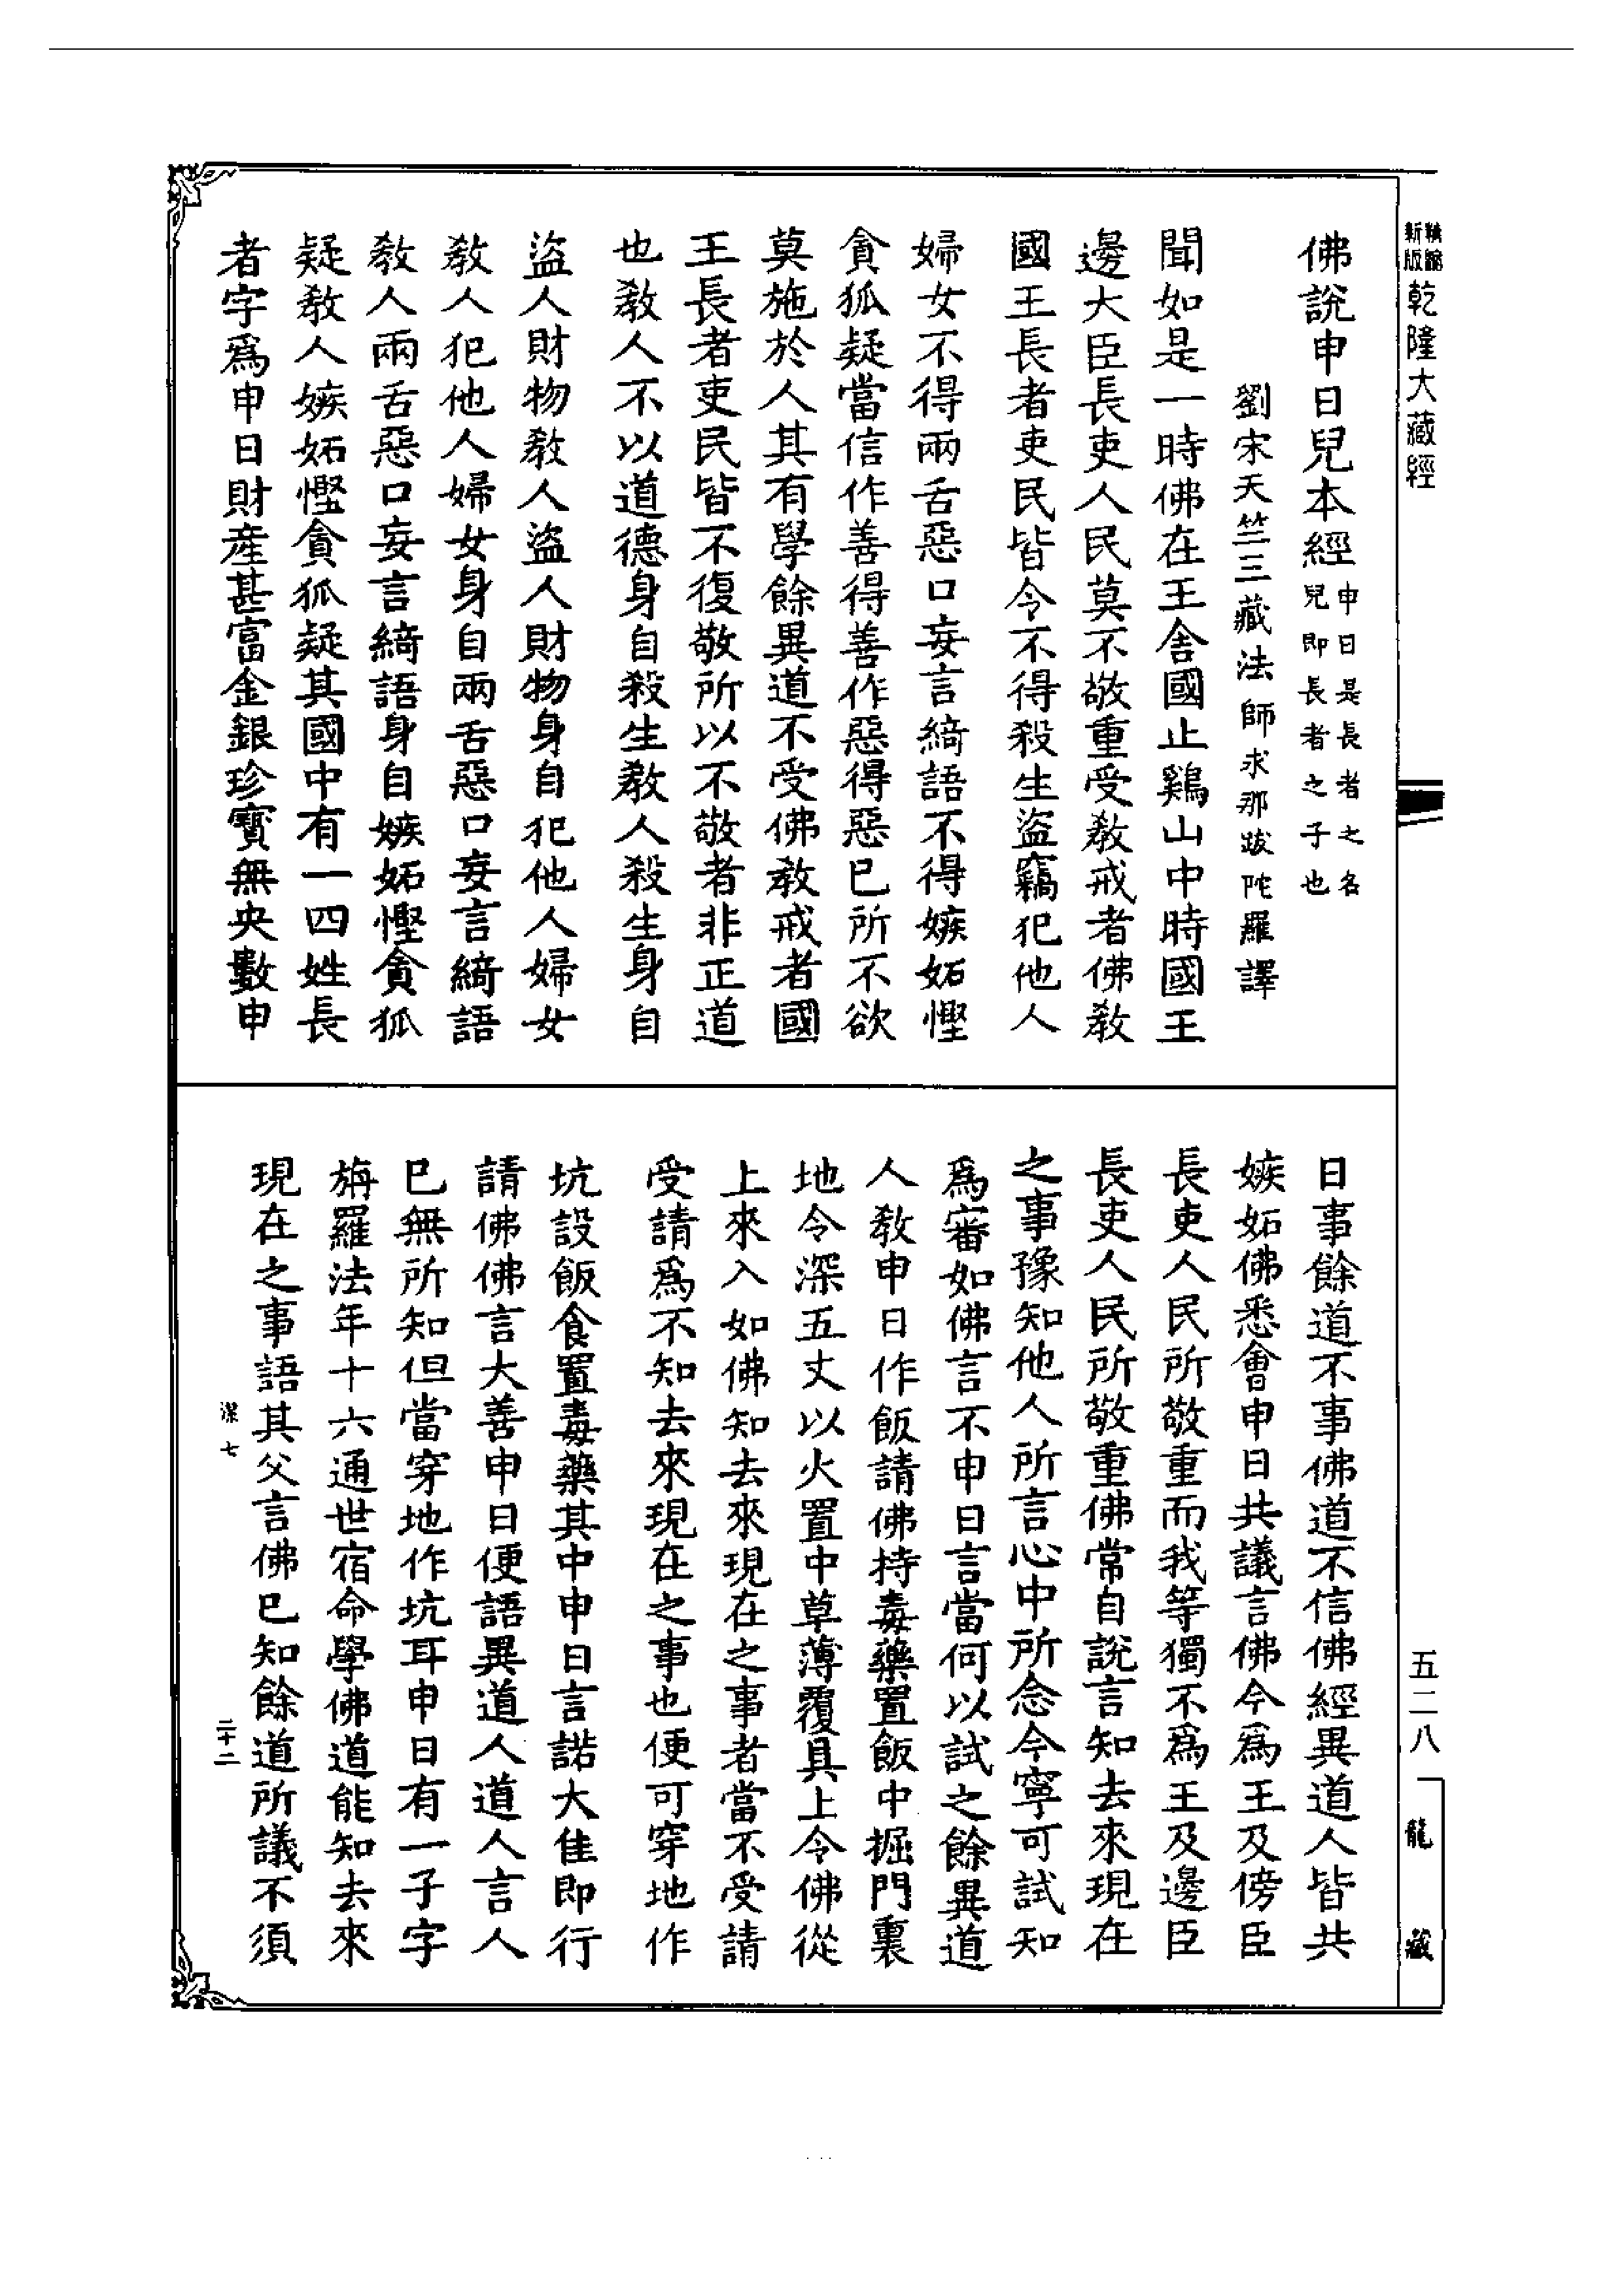 新版
乾隆大藏經
五二八
龍藏
佛說申日兒本經申日是長者之名兒即長者之子也
劉宋天竺三藏法師求那跋陀羅譯
聞如是一時佛在王舍國止鷄山中時國王
邊大臣長吏人民莫不敬重受教戒者佛教
國王長者吏民皆令不得殺生盜竊犯他人
婦女不得兩舌惡口妄言綺語不得嫉妬慳
貪狐疑當信作善得善作惡得惡已所不欲
莫施於人其有學餘異道不受佛教戒者國
王長者吏民皆不復敬所以不敬者非正道
也教人不以道德身自殺生教人殺生身自
盜人財物教人盜人財物身自犯他人婦女
教人犯他人婦女身自兩舌惡口妄言綺語
教人兩舌惡口妄言綺語身自嫉妬慳貪狐
疑教人嫉妬慳貪狐疑其國中有一四姓長
者字爲申日財産甚富金銀珍寳無央數申
日事餘道不事佛道不信佛經異道人皆共
嫉妬佛悉會申日共議言佛今爲王及傍臣
長吏人民所敬重而我等獨不爲王及邊臣
長吏人民所敬重佛常自說言知去來現在
之事豫知他人所言心中所念今寧可試知
爲審如佛言不申日言當何以試之餘異道
人教申日作飯請佛持毒藥置飯中掘門裏
地令深五丈以火置中草薄覆具上令佛從
上來入如佛知去來現在之事者當不受請
受請爲不知去來現在之事也便可穿地作
坑設飯食置毒藥其中申日言諾大佳即行
請佛佛言大善申日便語異道人道人言人
已無所知但當穿地作坑耳申日有一子字
旃羅法年十六通世宿命學佛道能知去來
現在之事語其父言佛已知餘道所議不須
潔七
二十二